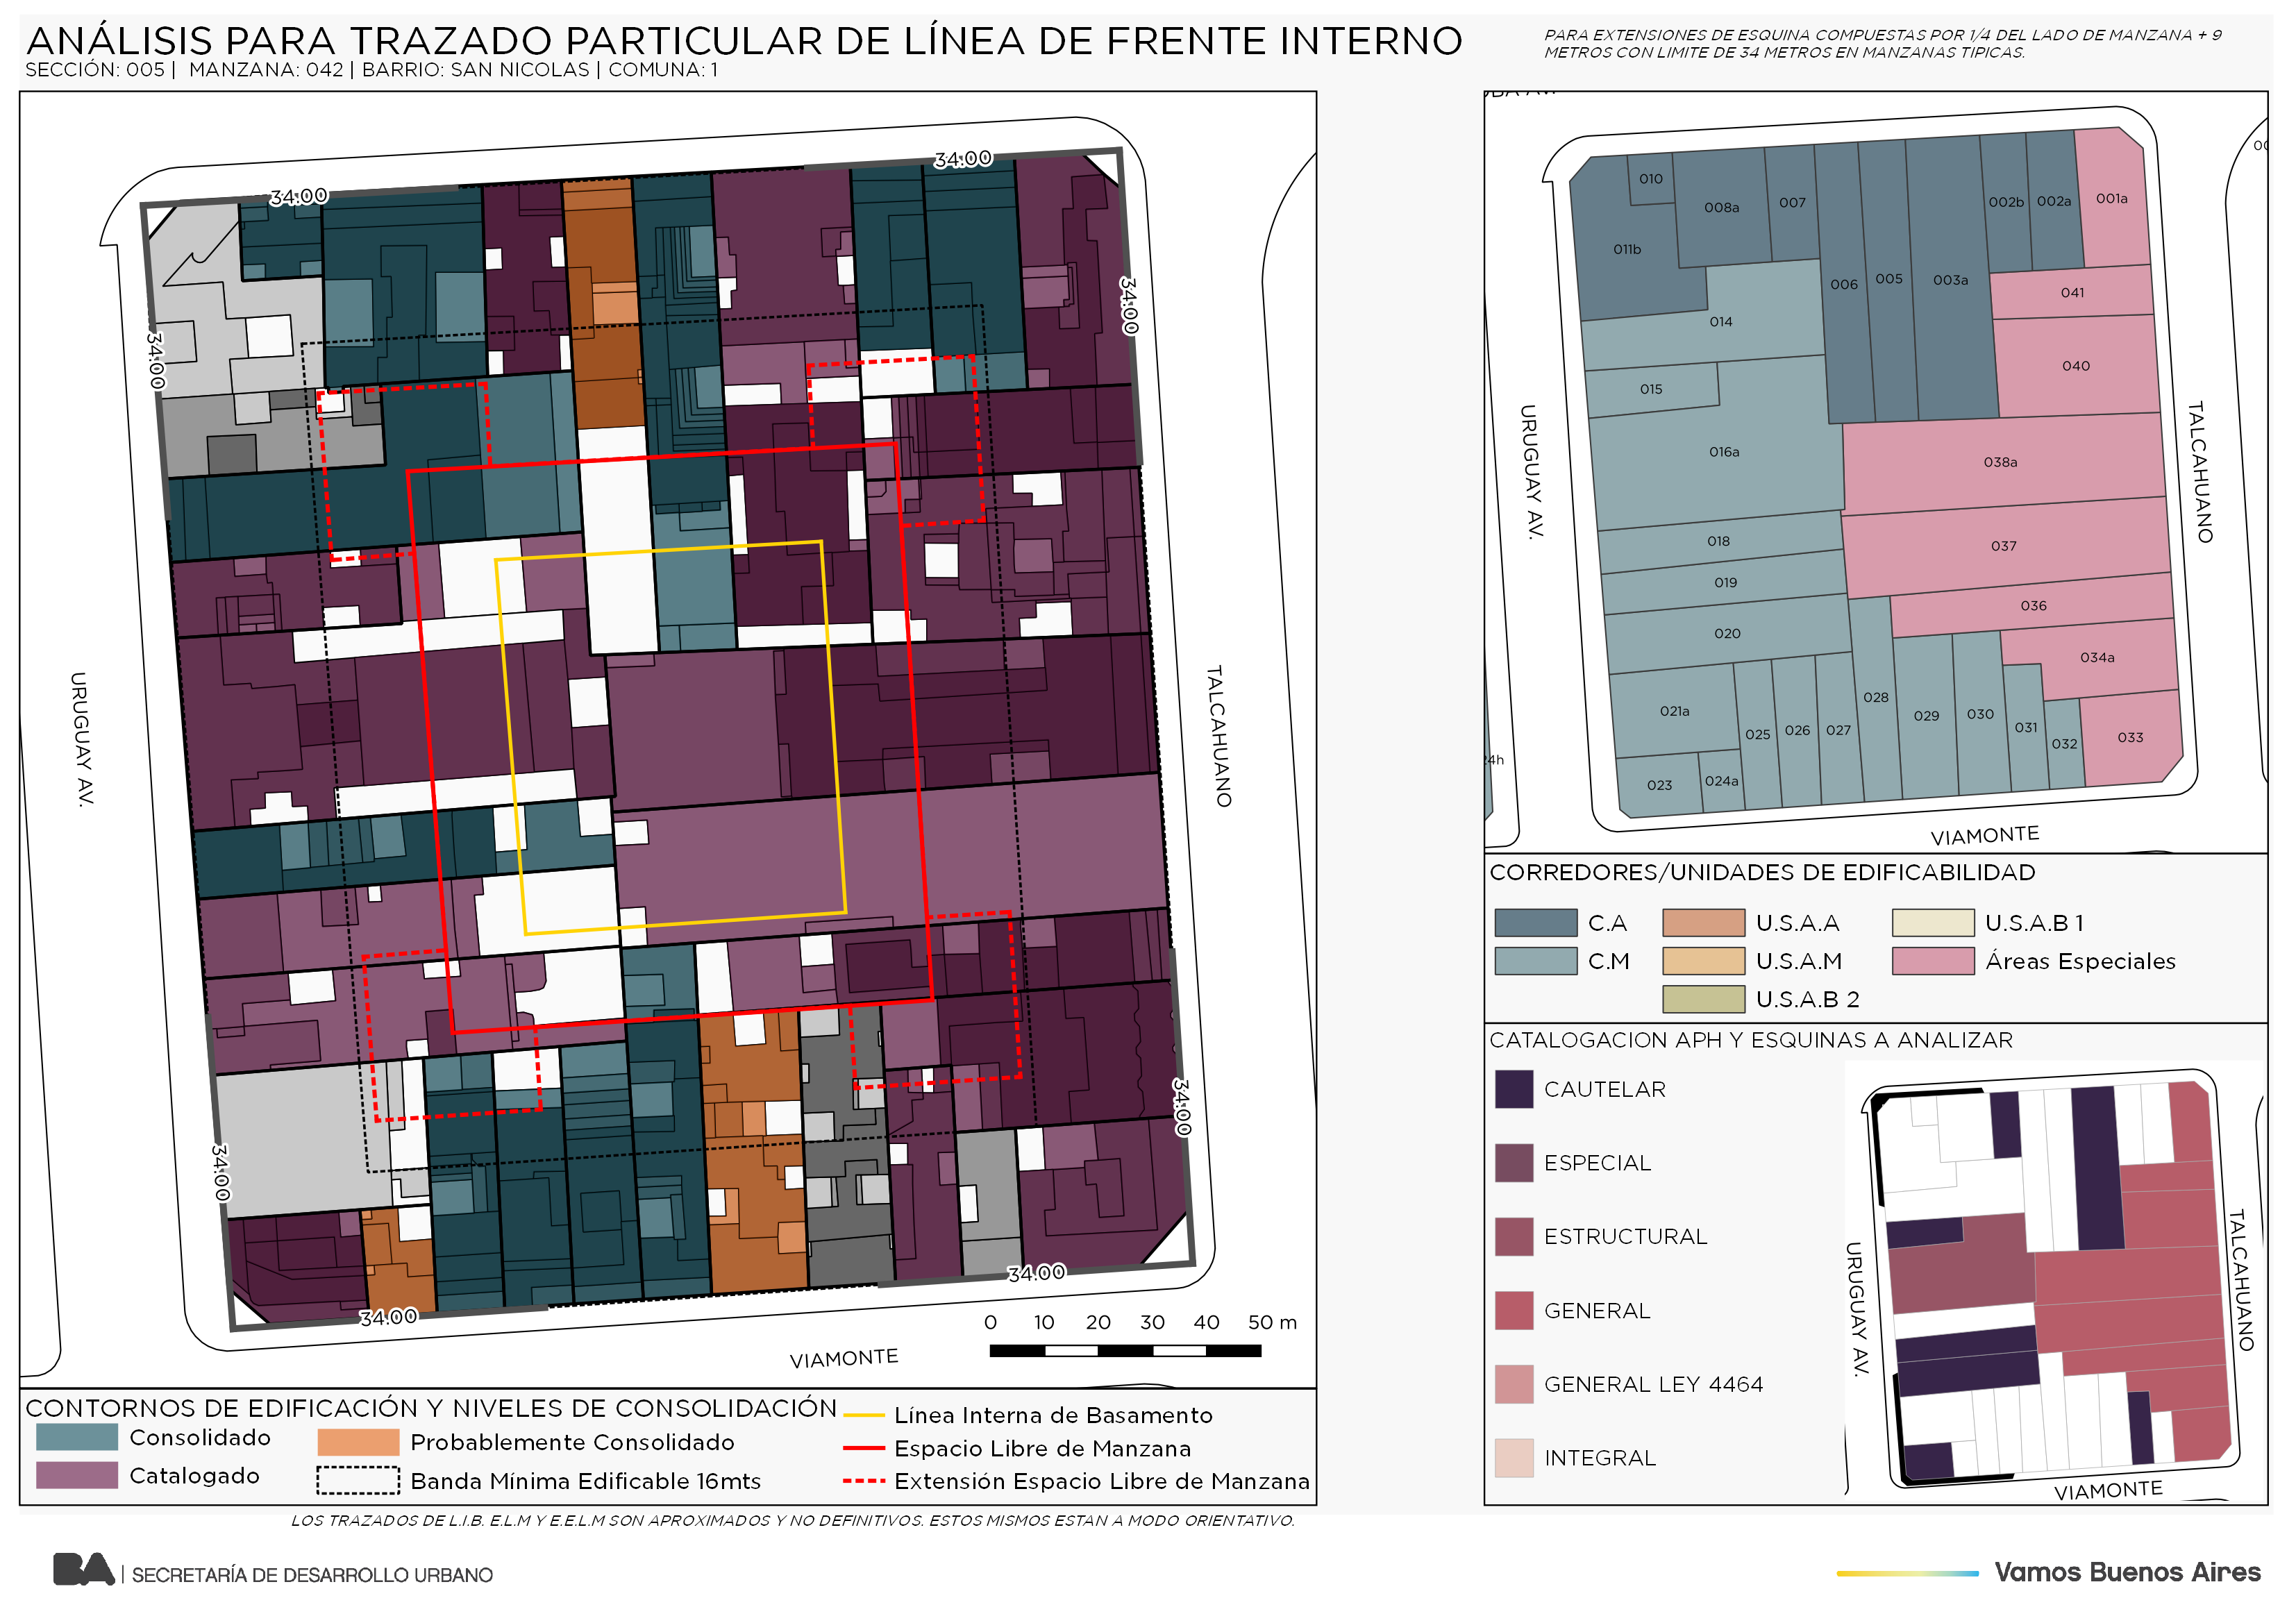 ANÁLISIS PARA TRAZADO PARTICULAR DE LÍNEA DE FRENTE INTERNO
SECCIÓN: 005 | MANZANA: 042 | BARRIO: SAN NICOLAS | COMUNA: 1
PARA EXTENSIONES DE ESQUINA COMPUESTAS POR 1/4 DEL LADO DE MANZANA + 9
METROS CON LIMITE DE 34 METROS EN MANZANAS TIPICAS.
34.00
34.00
34.00
34.00
34.00
34.00
34.00
34.00
URUGUAY AV.
TALCAHUANO
VIAMONTE
0 10 20 30 40 50 m
CONTORNOS DE EDIFICACIÓN Y NIVELES DE CONSOLIDACIÓN
Consolidado
Catalogado
Probablemente Consolidado
Banda Mínima Edificable 16mts
Línea Interna de Basamento
Espacio Libre de Manzana
Extensión Espacio Libre de Manzana
LOS TRAZADOS DE L.I.B. E.L.M Y E.E.L.M SON APROXIMADOS Y NO DEFINITIVOS. ESTOS MISMOS ESTAN A MODO ORIENTATIVO.
010
008a
007
011b
006
005
003a
002b
002a
001a
041
014
040
015
016a
038a
018
037
019
036
020
034a
021a
025
026
027
028
029
030
031
032
033
023
024a
24h
URUGUAY AV.
TALCAHUANO
VIAMONTE
CORREDORES/UNIDADES DE EDIFICABILIDAD
C.A
C.M
U.S.A.A
U.S.A.M
U.S.A.B 2
U.S.A.B 1
Áreas Especiales
CATALOGACION APH Y ESQUINAS A ANALIZAR
CAUTELAR
ESPECIAL
ESTRUCTURAL
GENERAL
GENERAL LEY 4464
INTEGRAL
URUGUAY AV.
TALCAHUANO
VIAMONTE
BA | SECRETARÍA DE DESARROLLO URBANO
Vamos Buenos Aires